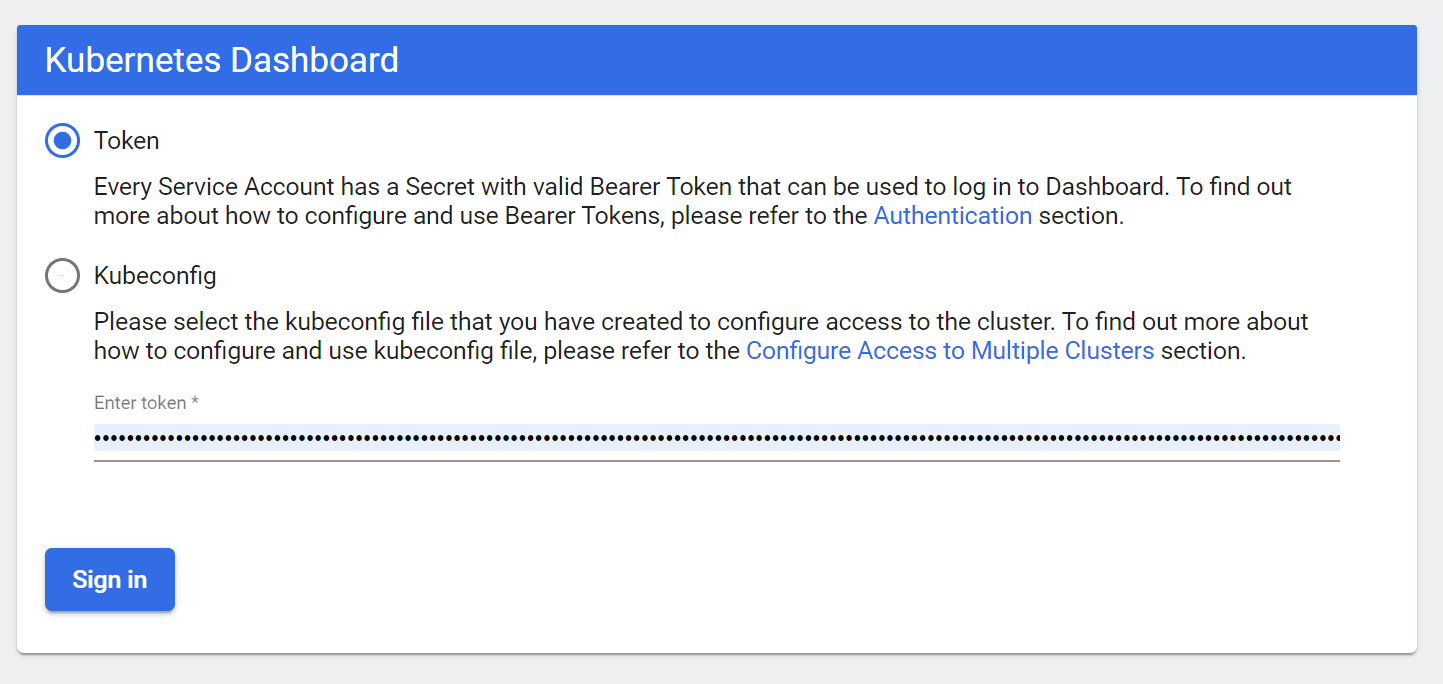 Kubernetes Dashboard
Token
Every Service Account has a Secret with valid Bearer Token that can be used to log in to Dashboard. To find out
more about how to configure and use Bearer Tokens, please refer to the Authentication section.
Kubeconfig
Please select the kubeconfig file that you have created to configure access to the cluster. To find out more about
how to configure and use kubeconfig file, please refer to the Configure Access to Multiple Clusters section.
Enter token *
Sign in